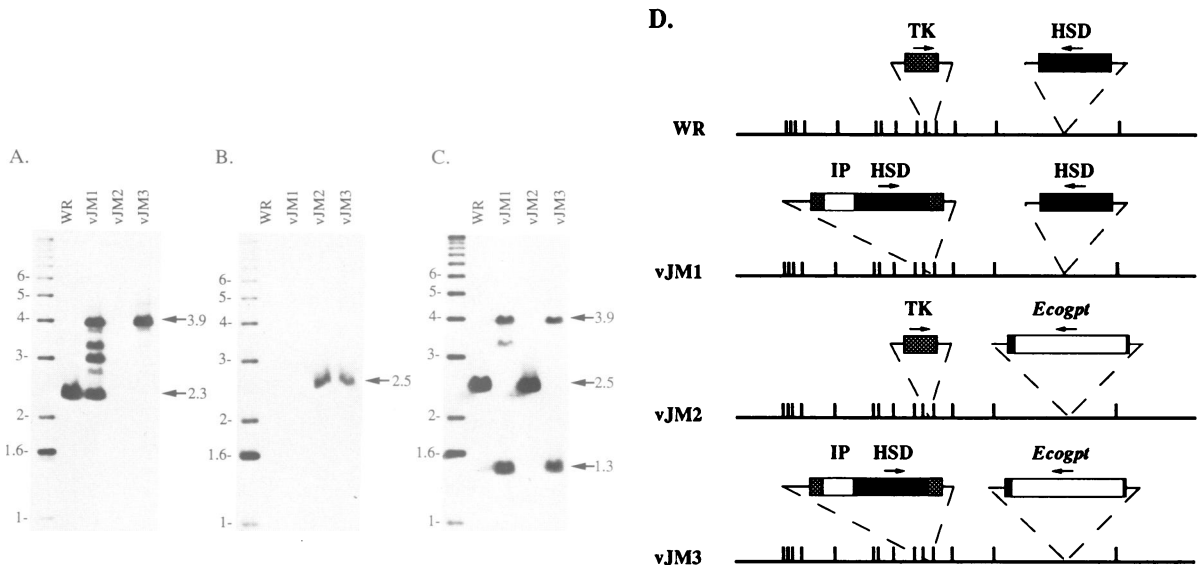 A.
WR vJM1 vJM2 vJM3
6-
5-
4-
3-
2-
1.6-
1-
3.9
2.3
B.
WR vJM1 vJM2 vJM3
6-
5-
4-
3-
2-
1.6-
1-
2.5
C.
WR vJM1 vJM2 vJM3
6-
5-
4-
3-
2-
1.6-
1-
3.9
2.5
1.3
D.
TK HSD
WR
IP HSD HSD
vJM1
TK Ecogpt
vJM2
IP HSD Ecogpt
vJM3